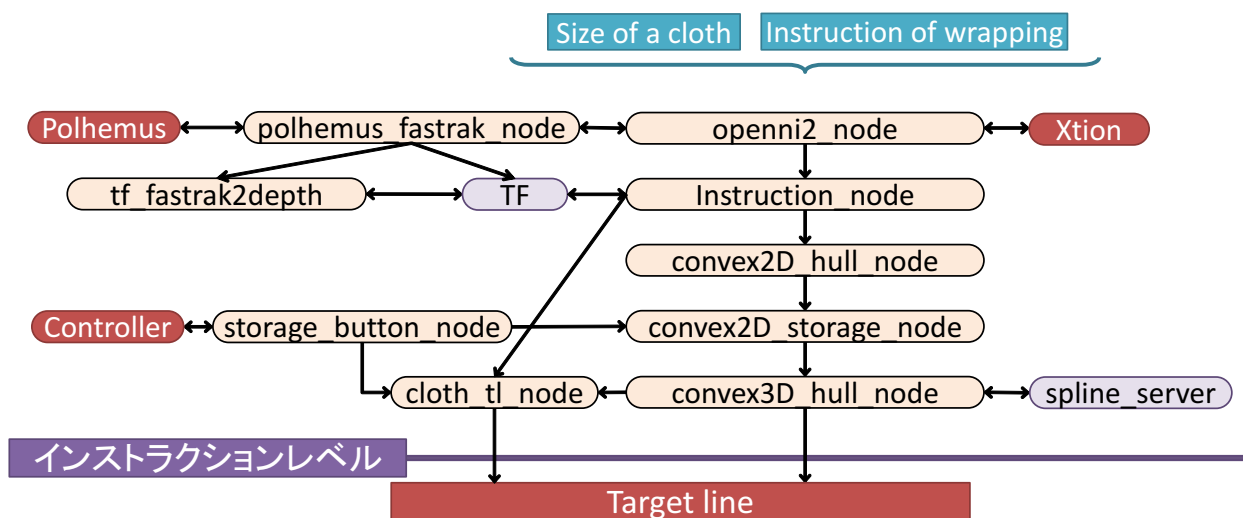 Size of a cloth
Instruction of wrapping
Polhemus
polhemus_fastrak_node
openni2_node
Xtion
tf_fastrak2depth
TF
Instruction_node
convex2D_hull_node
Controller
storage_button_node
convex2D_storage_node
cloth_tl_node
convex3D_hull_node
spline_server
インストラクションレベル
Target line